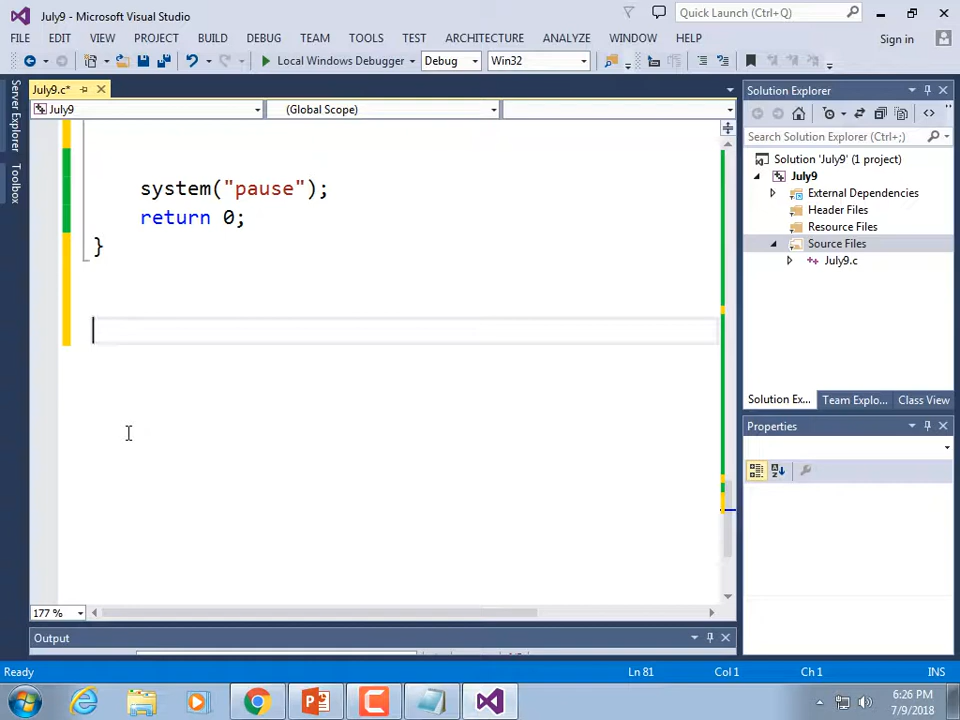 July9 - Microsoft Visual Studio
Quick Launch (Ctrl+Q)
FILE EDIT VIEW PROJECT BUILD DEBUG TEAM TOOLS TEST ARCHITECTURE ANALYZE WINDOW HELP
Sign in
Local Windows Debugger Debug Win32
Server Explorer
Toolbox
July9.c*
July9 (Global Scope)
system("pause");
return 0;
}
177 %
Output
Solution Explorer
Search Solution Explorer (Ctrl+;)
Solution 'July9' (1 project)
July9
External Dependencies
Header Files
Resource Files
Source Files
July9.c
Solution Ex... Team Explo... Class View
Properties
Ready Ln 81 Col 1 Ch 1 INS
6:26 PM
7/9/2018